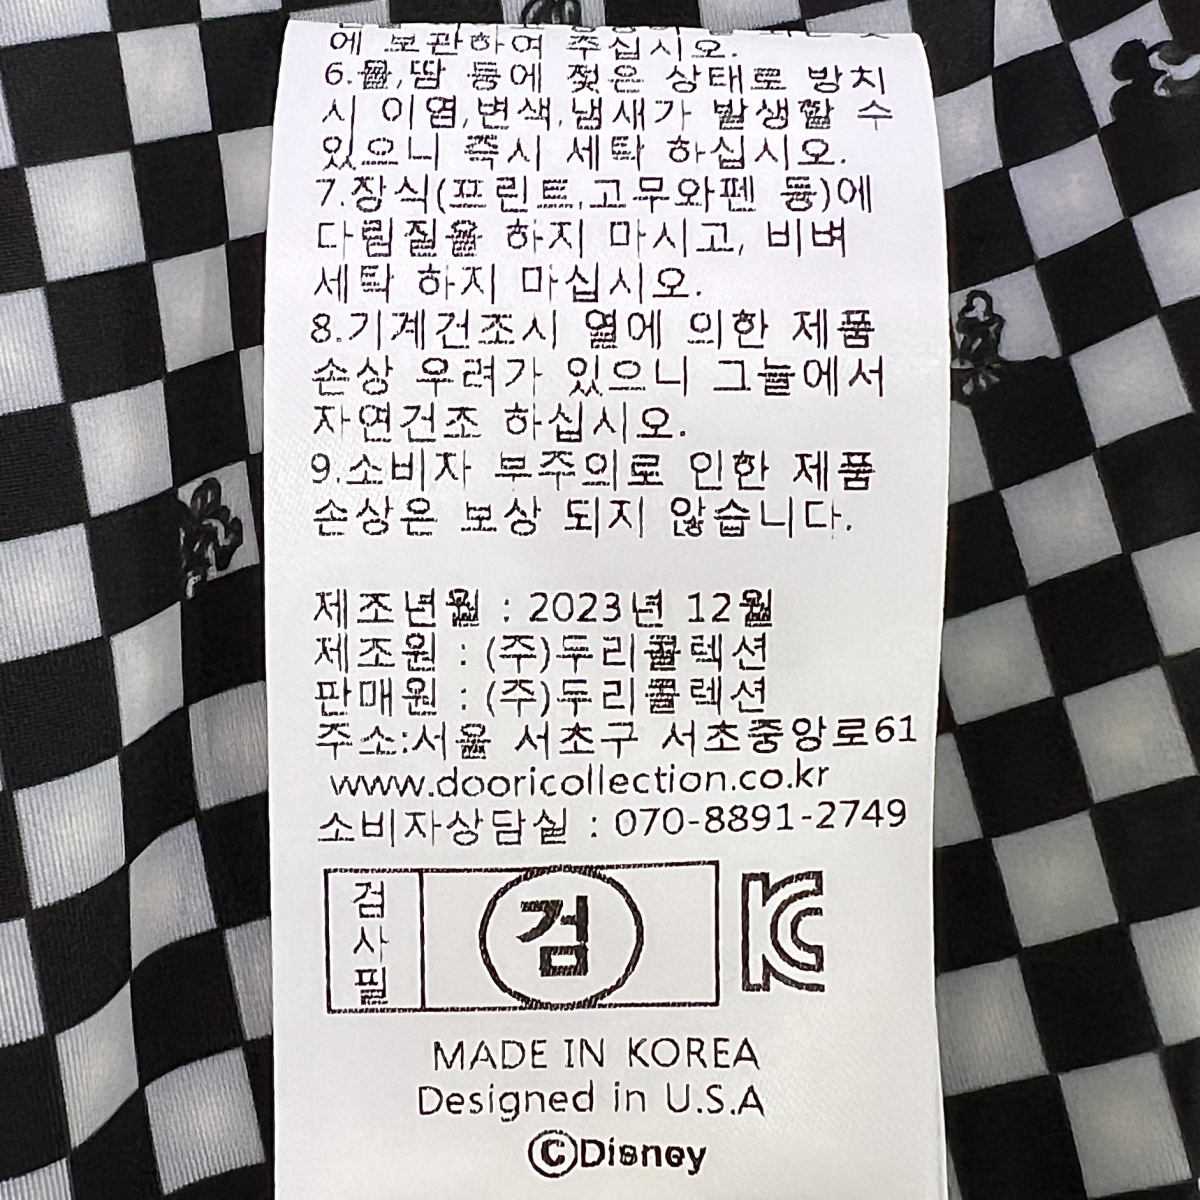 에 보관하여 주십시오.
6.물,땀 등에 젖은 상태로 방치
시 이염,변색,냄새가 발생할 수
있으니 즉시 세탁 하십시오.
7.장식(프린트,고무와펜 등)에
다림질을 하지 마시고, 비벼
세탁 하지 마십시오.
8.기계건조시 열에 의한 제품
손상 우려가 있으니 그늘에서
자연건조 하십시오.
9.소비자 부주의로 인한 제품
손상은 보상 되지 않습니다.
제조년월 : 2023년 12월
제조원 : (주)두리콜렉션
판매원 : (주)두리콜렉션
주소:서울 서초구 서초중앙로61
www.dooricollection.co.kr
소비자상담실 : 070-8891-2749
검사필
검
KC
MADE IN KOREA
Designed in U.S.A
©Disney